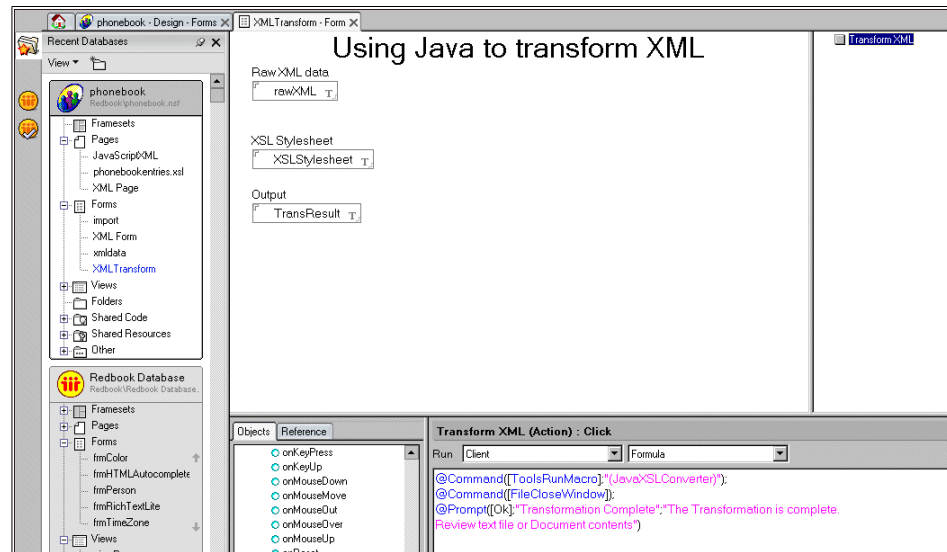 phonebook - Design - Forms
XMLTransform - Form
Recent Databases
View
phonebook
Redbook\phonebook.nsf
Framesets
Pages
JavaScriptXML
phonebookentries.xsl
XML Page
Forms
import
XML Form
xmldata
XMLTransform
Views
Folders
Shared Code
Shared Resources
Other
Redbook Database
Redbook\Redbook Database.
Framesets
Pages
Forms
frmColor
frmHTMLAutocomplete
frmPerson
frmRichTextLite
frmTimeZone
Views
Using Java to transform XML
Raw XML data
rawXML T
XSL Stylesheet
XSLStylesheet T
Output
TransResult T
Transform XML
Objects Reference
onKeyPress
onKeyUp
onMouseDown
onMouseMove
onMouseOut
onMouseOver
onMouseUp
onReset
Transform XML (Action) : Click
Run Client Formula
@Command([ToolsRunMacro];"(JavaXSLConverter)");
@Command([FileCloseWindow]);
@Prompt([Ok];"Transformation Complete";"The Transformation is complete.
Review text file or Document contents")